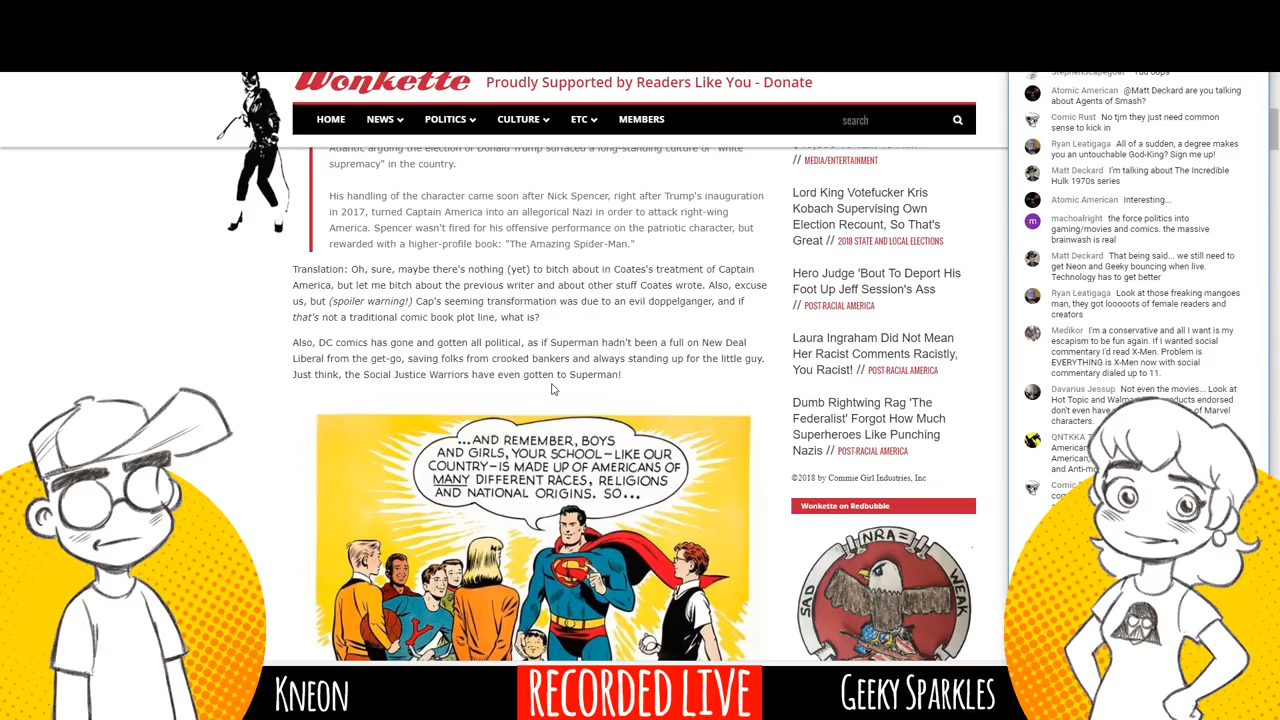 Wonkette
Proudly Supported by Readers Like You - Donate
HOME
NEWS
POLITICS
CULTURE
ETC
MEMBERS
search
Atlantic arguing the election of Donald Trump surfaced a long-standing culture of "white
supremacy" in the country.
His handling of the character came soon after Nick Spencer, right after Trump's inauguration
in 2017, turned Captain America into an allegorical Nazi in order to attack right-wing
America. Spencer wasn't fired for his offensive performance on the patriotic character, but
rewarded with a higher-profile book: "The Amazing Spider-Man."
Translation: Oh, sure, maybe there's nothing (yet) to bitch about in Coates's treatment of Captain
America, but let me bitch about the previous writer and about other stuff Coates wrote. Also, excuse
us, but (spoiler warning!) Cap's seeming transformation was due to an evil doppelganger, and if
that's not a traditional comic book plot line, what is?
Also, DC comics has gone and gotten all political, as if Superman hadn't been a full on New Deal
Liberal from the get-go, saving folks from crooked bankers and always standing up for the little guy.
Just think, the Social Justice Warriors have even gotten to Superman!
...AND REMEMBER, BOYS
AND GIRLS, YOUR SCHOOL—LIKE OUR
COUNTRY—IS MADE UP OF AMERICANS OF
MANY DIFFERENT RACES, RELIGIONS
AND NATIONAL ORIGINS. SO...
Y
S
// MEDIA/ENTERTAINMENT
Lord King Votefucker Kris
Kobach Supervising Own
Election Recount, So That's
Great // 2018 STATE AND LOCAL ELECTIONS
Hero Judge 'Bout To Deport His
Foot Up Jeff Session's Ass
// POST-RACIAL AMERICA
Laura Ingraham Did Not Mean
Her Racist Comments Racistly,
You Racist! // POST-RACIAL AMERICA
Dumb Rightwing Rag 'The
Federalist' Forgot How Much
Superheroes Like Punching
Nazis // POST-RACIAL AMERICA
©2018 by Commie Girl Industries, Inc
Wonkette on Redbubble
NRA=
SAD
WEAK
Atomic American @Matt Deckard are you talking
about Agents of Smash?
Comic Rust No tjm they just need common
sense to kick in
Ryan Leatigaga All of a sudden, a degree makes
you an untouchable God-King? Sign me up!
Matt Deckard I'm talking about The Incredible
Hulk 1970s series
Atomic American Interesting...
m
machoalright the force politics into
gaming/movies and comics. the massive
brainwash is real
Matt Deckard That being said... we still need to
get Neon and Geeky bouncing when live.
Technology has to get better
Ryan Leatigaga Look at those freaking mangoes
man, they got looooots of female readers and
creators
Medikor I'm a conservative and all I want is my
escapism to be fun again. If I wanted social
commentary I'd read X-Men. Problem is
EVERYTHING is X-Men now with social
commentary dialed up to 11.
Davarius Jessup Not even the movies... Look at
Hot Topic and
don't even
of Marvel
characters.
QNTKKA
American,
and
Comic
KNEON
RECORDED LIVE
GEEKY SPARKLES